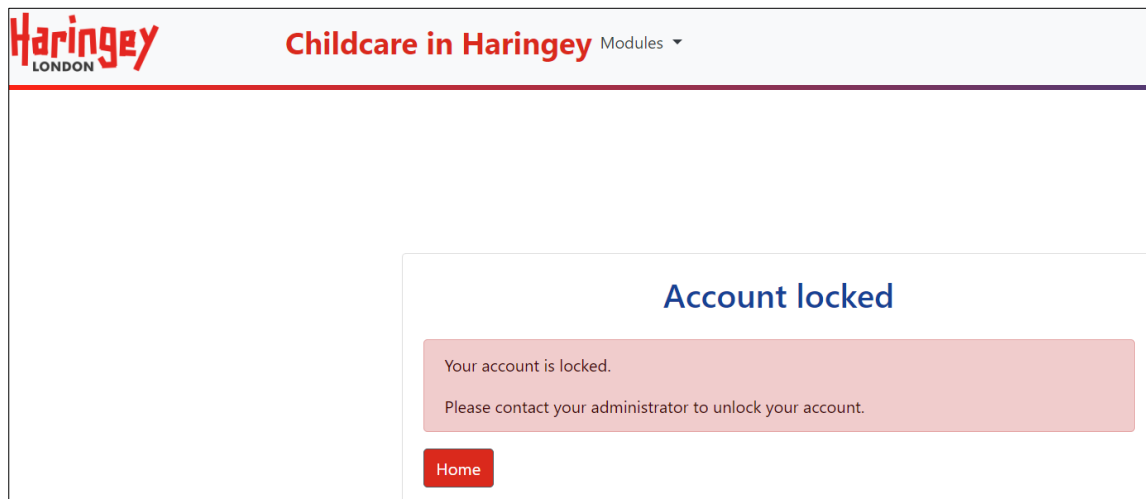 Haringey
LONDON
Childcare in Haringey Modules
Account locked
Your account is locked.
Please contact your administrator to unlock your account.
Home